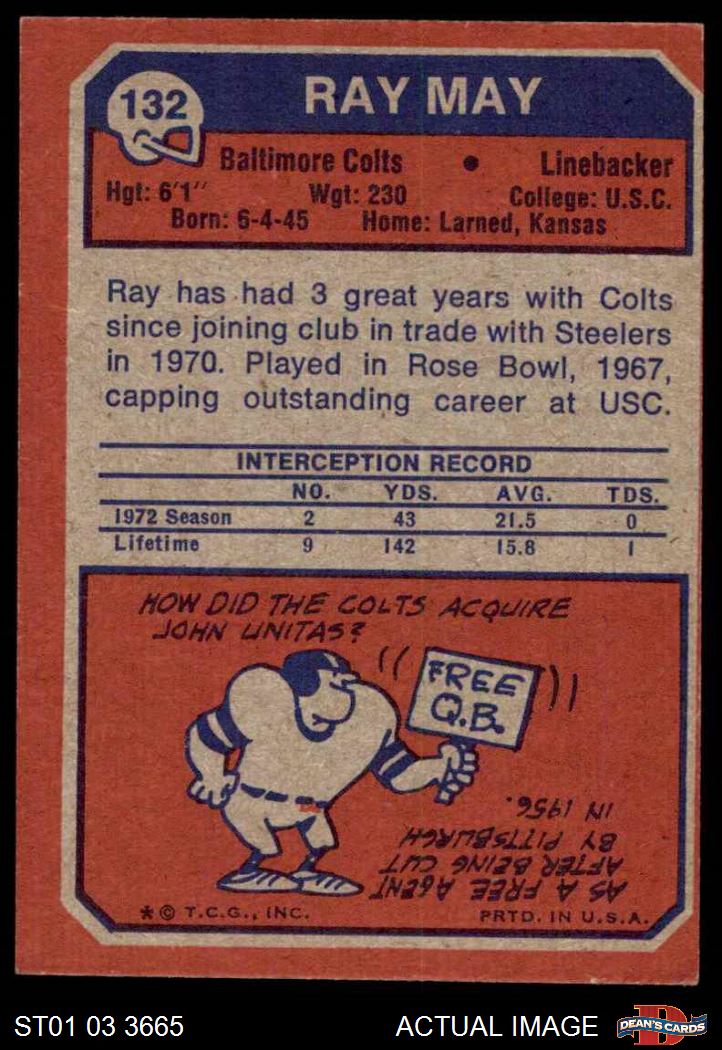 132
RAY MAY
Baltimore Colts • Linebacker
Hgt: 6'1" Wgt: 230 College: U.S.C.
Born: 6-4-45 Home: Larned, Kansas
Ray has had 3 great years with Colts
since joining club in trade with Steelers
in 1970. Played in Rose Bowl, 1967,
capping outstanding career at USC.
INTERCEPTION RECORD
NO. YDS. AVG. TDS.
1972 Season 2 43 21.5 0
Lifetime 9 142 15.8 1
HOW DID THE COLTS ACQUIRE
JOHN UNITAS?
FREE
Q.B.
AS A FREE AGENT
AFTER BEING CUT
BY PITTSBURGH
IN 1956.
* © T.C.G., INC. PRTD. IN U.S.A.
ST01 03 3665 ACTUAL IMAGE
D
DEAN'S CARDS